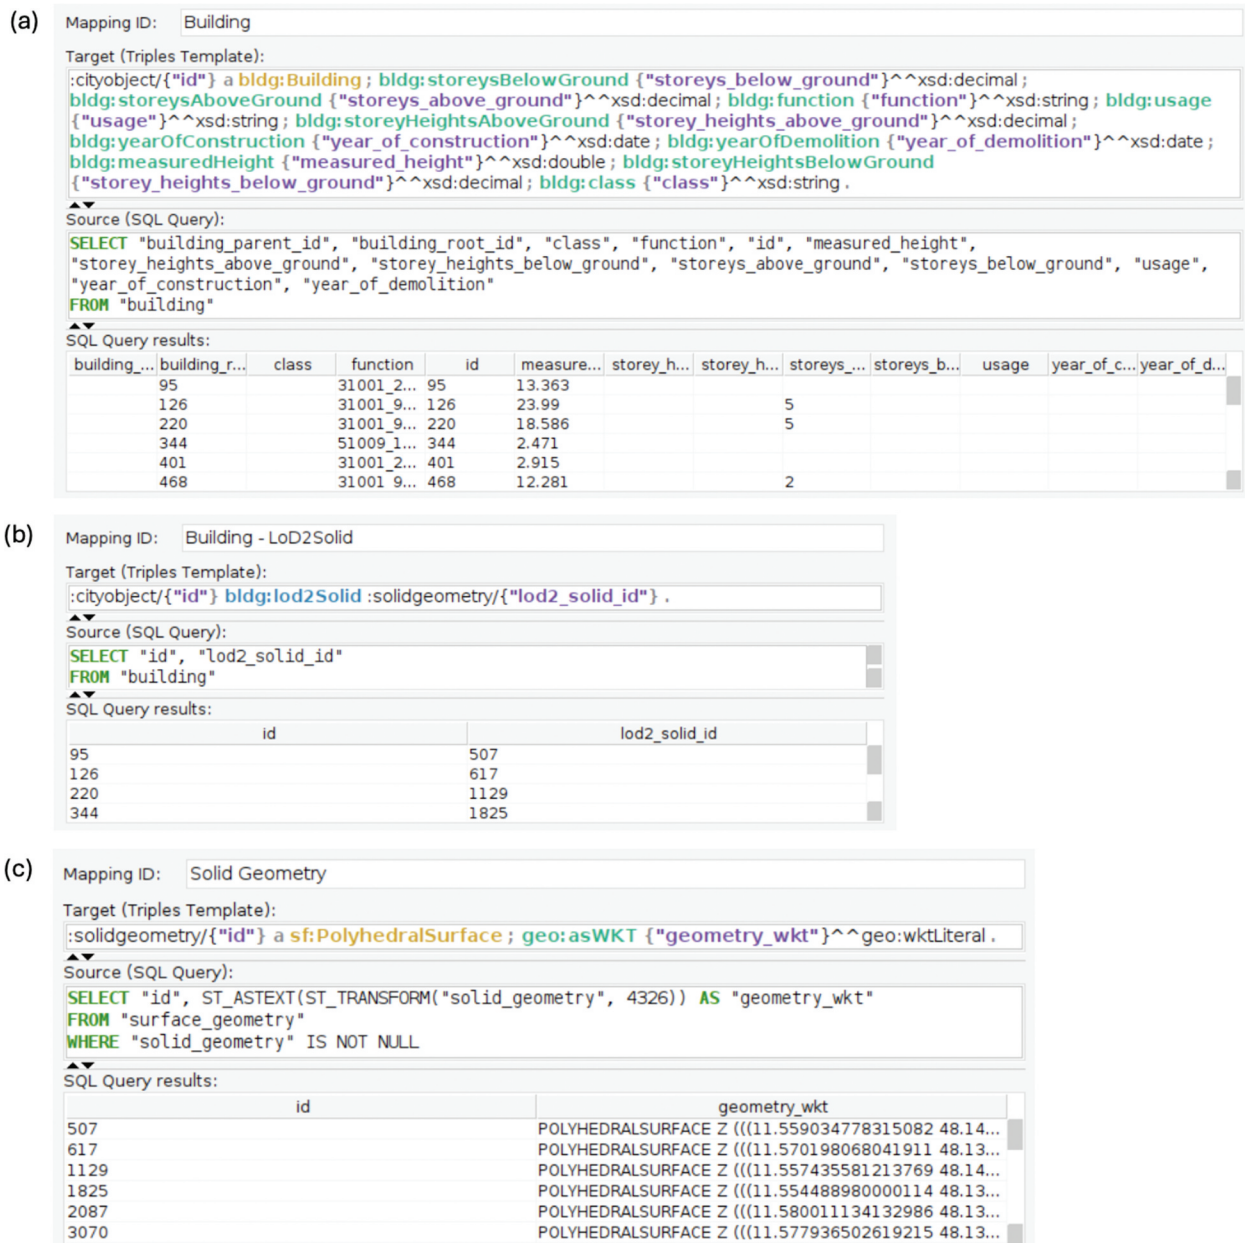 (a)
Mapping ID: Building
Target (Triples Template):
:cityobject/{"id"} a bldg:Building ; bldg:storeysBelowGround {"storeys_below_ground"}^^xsd:decimal ;
bldg:storeysAboveGround {"storeys_above_ground"}^^xsd:decimal ; bldg:function {"function"}^^xsd:string ; bldg:usage
{"usage"}^^xsd:string ; bldg:storeyHeightsAboveGround {"storey_heights_above_ground"}^^xsd:decimal ;
bldg:yearOfConstruction {"year_of_construction"}^^xsd:date ; bldg:yearOfDemolition {"year_of_demolition"}^^xsd:date ;
bldg:measuredHeight {"measured_height"}^^xsd:double ; bldg:storeyHeightsBelowGround
{"storey_heights_below_ground"}^^xsd:decimal ; bldg:class {"class"}^^xsd:string .
Source (SQL Query):
SELECT "building_parent_id", "building_root_id", "class", "function", "id", "measured_height",
"storey_heights_above_ground", "storey_heights_below_ground", "storeys_above_ground", "storeys_below_ground", "usage",
"year_of_construction", "year_of_demolition"
FROM "building"
SQL Query results:
building_... building_r... class function id measure... storey_h... storey_h... storeys_... storeys_b... usage year_of_c... year_of_d...
95 31001_2... 95 13.363
126 31001_9... 126 23.99 5
220 31001_9... 220 18.586 5
344 51009_1... 344 2.471
401 31001_2... 401 2.915
468 31001_9... 468 12.281 2
(b)
Mapping ID: Building - LoD2Solid
Target (Triples Template):
:cityobject/{"id"} bldg:lod2Solid :solidgeometry/{"lod2_solid_id"} .
Source (SQL Query):
SELECT "id", "lod2_solid_id"
FROM "building"
SQL Query results:
id lod2_solid_id
95 507
126 617
220 1129
344 1825
(c)
Mapping ID: Solid Geometry
Target (Triples Template):
:solidgeometry/{"id"} a sf:PolyhedralSurface ; geo:asWKT {"geometry_wkt"}^^geo:wktLiteral .
Source (SQL Query):
SELECT "id", ST_ASTEXT(ST_TRANSFORM("solid_geometry", 4326)) AS "geometry_wkt"
FROM "surface_geometry"
WHERE "solid_geometry" IS NOT NULL
SQL Query results:
id geometry_wkt
507 POLYHEDRALSURFACE Z (((11.559034778315082 48.14...
617 POLYHEDRALSURFACE Z (((11.570198068041911 48.13...
1129 POLYHEDRALSURFACE Z (((11.557435581213769 48.14...
1825 POLYHEDRALSURFACE Z (((11.554488980000114 48.13...
2087 POLYHEDRALSURFACE Z (((11.580011134132986 48.13...
3070 POLYHEDRALSURFACE Z (((11.577936502619215 48.13...